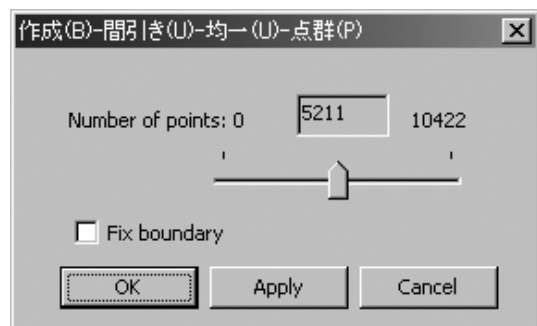 作成(B)-間引き(U)-均一(U)-点群(P)
Number of points: 0 5211 10422
Fix boundary
OK Apply Cancel